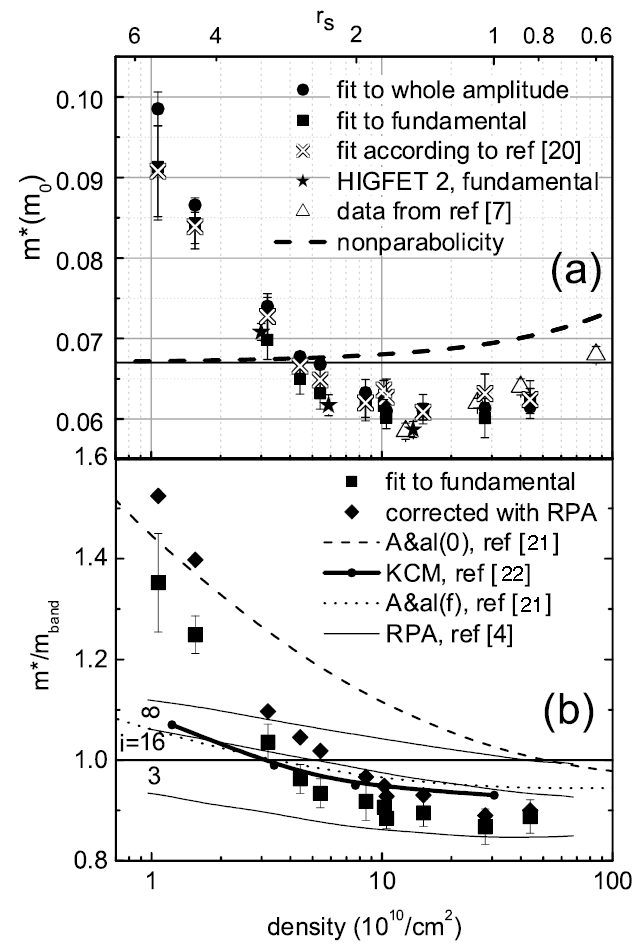 r_s
6 4 2 1 0.8 0.6
0.10
0.09
0.08
0.07
0.06
m*(m_0)
fit to whole amplitude
fit to fundamental
fit according to ref [20]
HIGFET 2, fundamental
data from ref [7]
nonparabolicity
(a)
1.6
1.4
1.2
1.0
0.8
m*/m_band
fit to fundamental
corrected with RPA
A&al(0), ref [21]
KCM, ref [22]
A&al(f), ref [21]
RPA, ref [4]
(b)
8
i=16
3
1 10 100
density (10^10/cm^2)